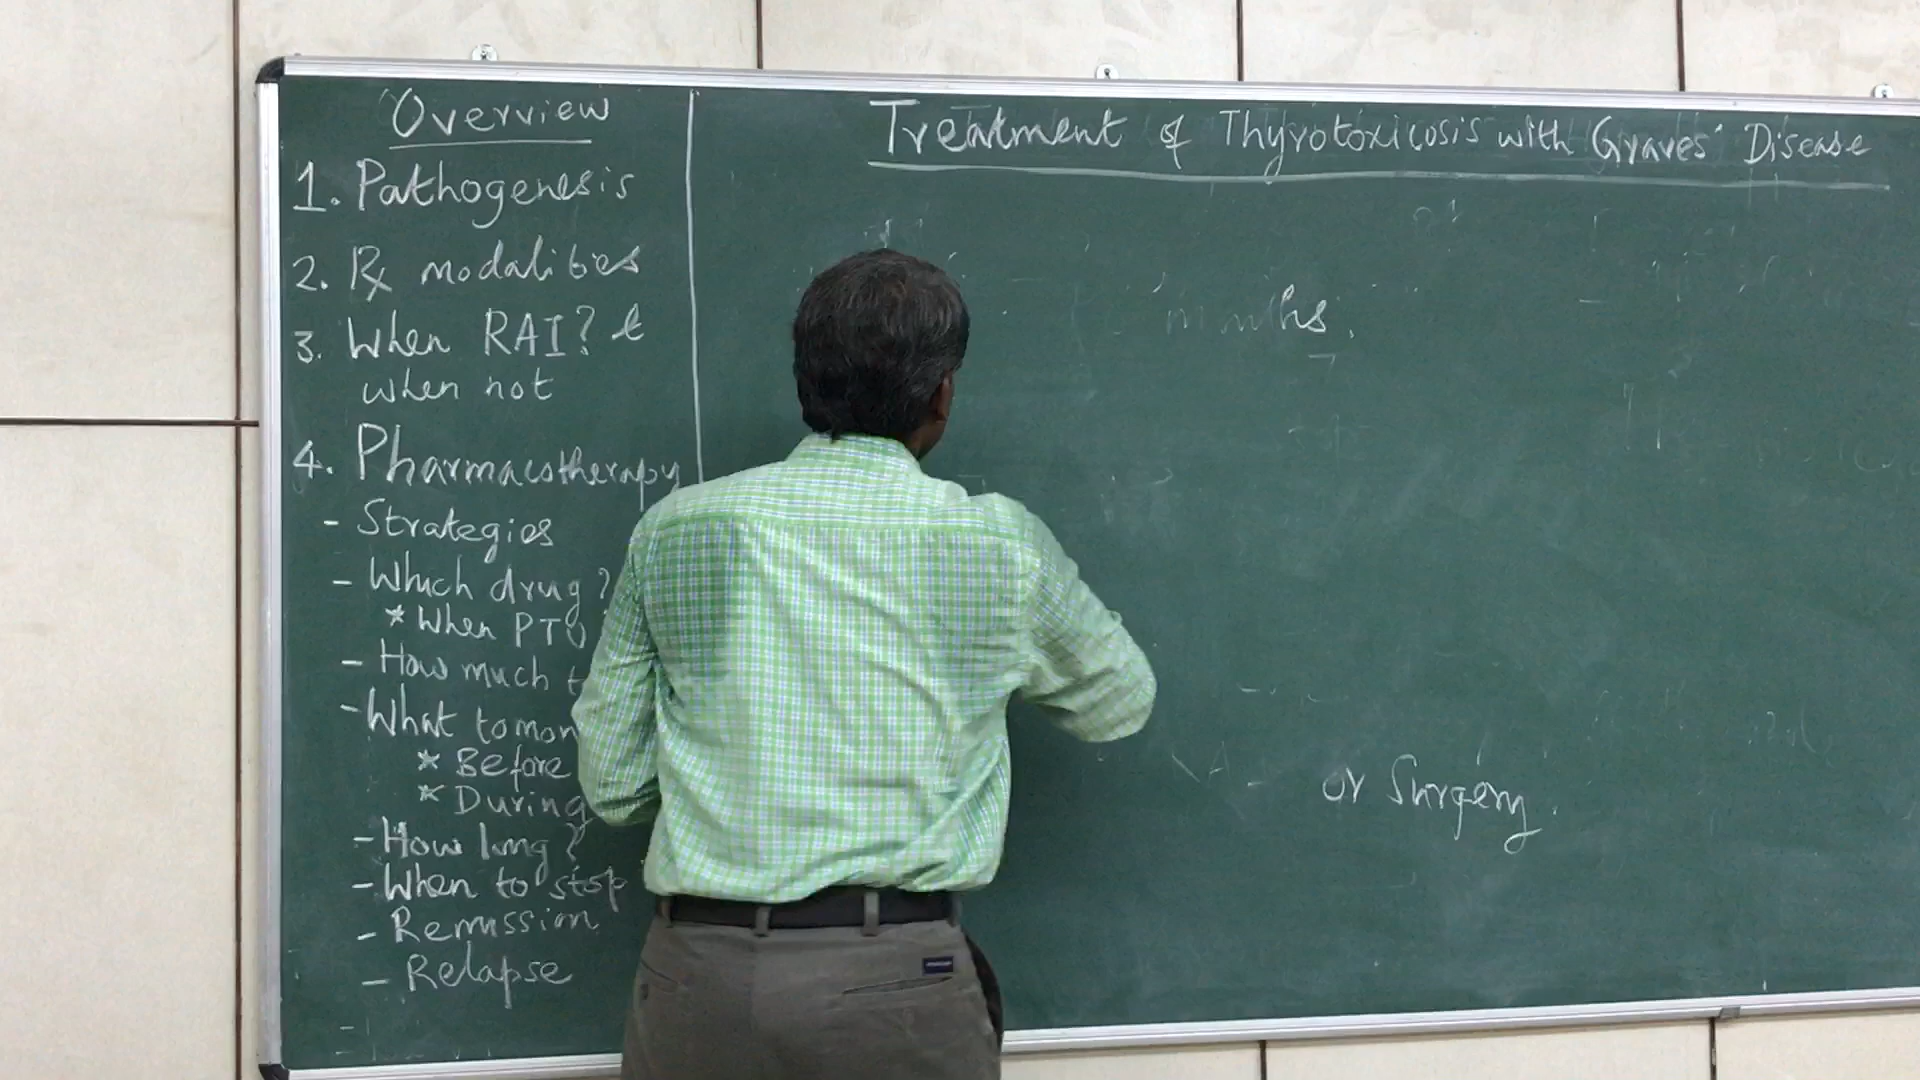 Overview
1. Pathogenesis
2. Rx modalities
3. When RAI? &
when not
4. Pharmacotherapy
- Strategies
- Which drug?
* When PTU
- How much
- What to mon
* Before
* During
- How long?
- When to stop
- Remission
- Relapse
Treatment of Thyrotoxicosis with Graves' Disease
months.
or Surgery.